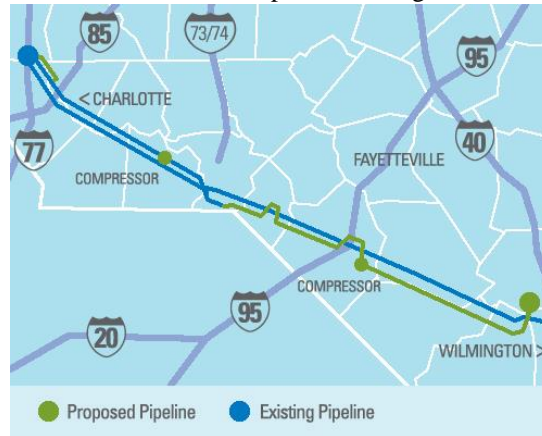 85
73/74
95
< CHARLOTTE
40
77
FAYETTEVILLE
COMPRESSOR
COMPRESSOR
95
20
WILMINGTON >
Proposed Pipeline
Existing Pipeline